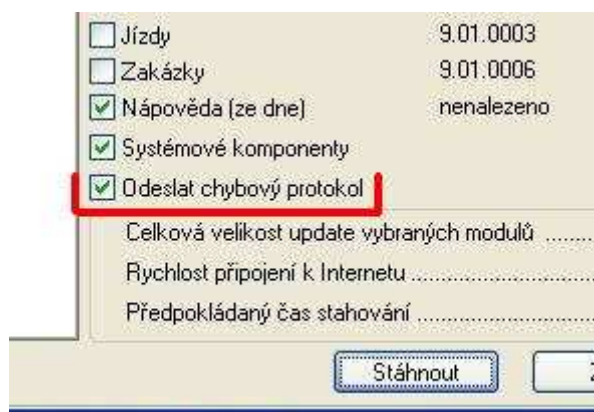 Jízdy 9.01.0003
Zakázky 9.01.0006
Nápověda (ze dne) nenalezeno
Systémové komponenty
Odeslat chybový protokol
Celková velikost update vybraných modulů ........
Rychlost připojení k Internetu ........................
Předpokládaný čas stahování ........................
Stáhnout